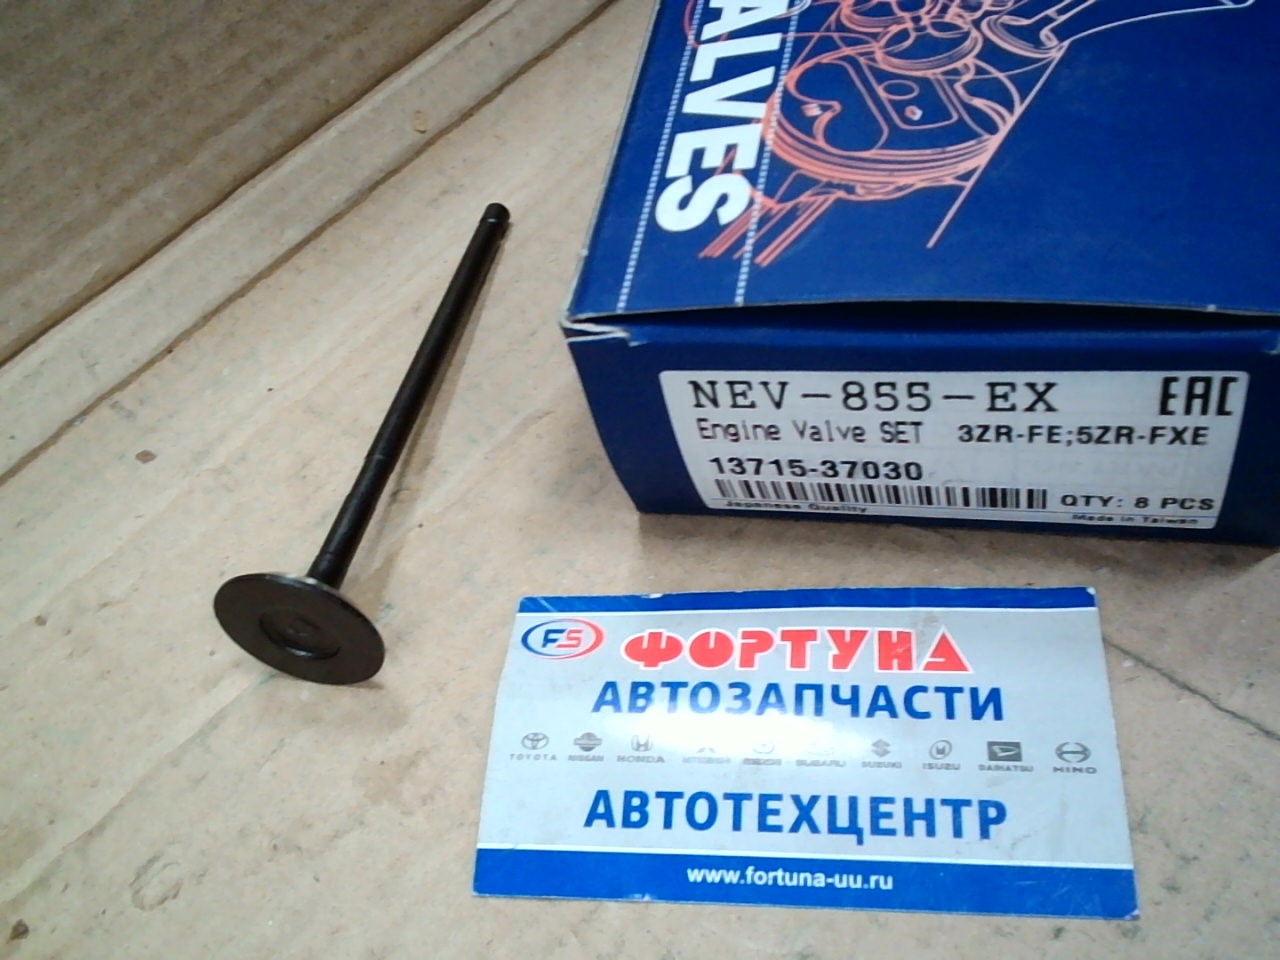 VALVES
NEV-855-EX EAC
Engine Valve SET 3ZR-FE;5ZR-FXE
13715-37030
QTY: 8 PCS
Japanese Quality Made in Taiwan
FS ФОРТУНА
АВТОЗАПЧАСТИ
TOYOTA NISSAN HONDA MITSUBISHI MAZDA SUBARU SUZUKI ISUZU DAIHATSU HINO
АВТОТЕХЦЕНТР
www.fortuna-uu.ru